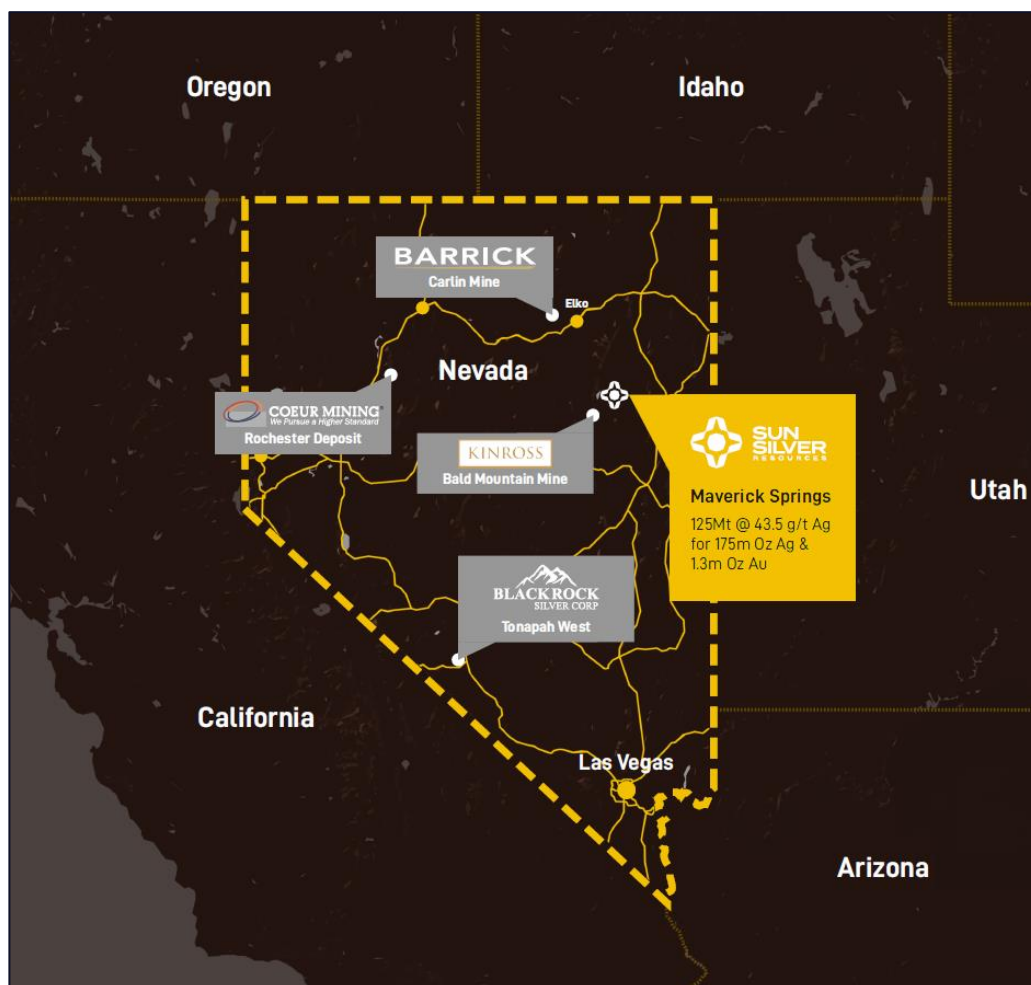 Oregon
Idaho
BARRICK
Carlin Mine
Elko
Nevada
COEUR MINING
We Pursue a Higher Standard
Rochester Deposit
KINROSS
Bald Mountain Mine
SUN
SILVER
RESOURCES
Maverick Springs
125Mt @ 43.5 g/t Ag
for 175m Oz Ag &
1.3m Oz Au
Utah
BLACKROCK
SILVER CORP
Tonapah West
California
Las Vegas
Arizona